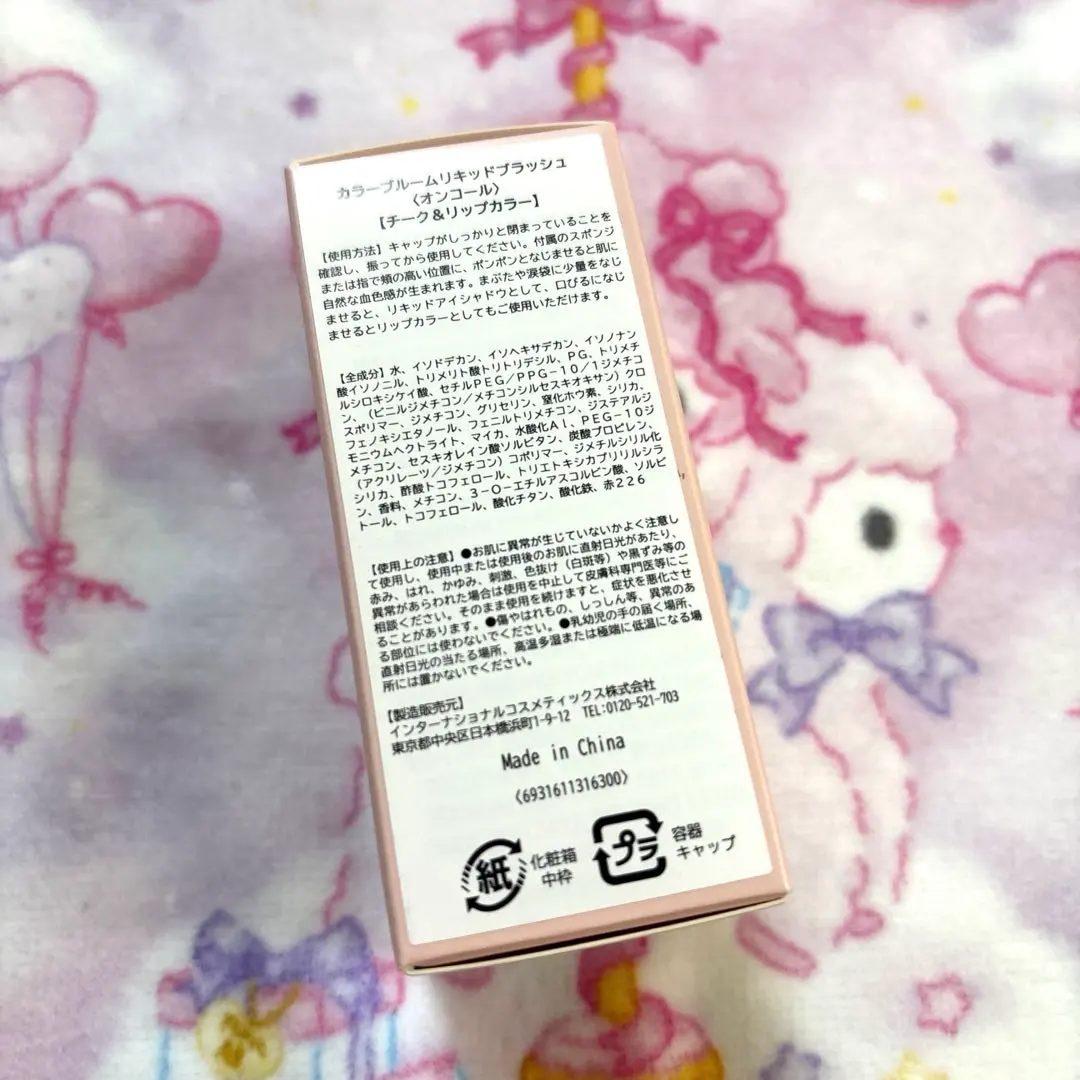 カラーブルームリキッドブラッシュ
〈オンコール〉
【チーク＆リップカラー】
【使用方法】キャップがしっかりと閉まっていることを
確認し、振ってから使用してください。付属のスポンジ
または指で頬の高い位置に、ポンポンとなじませると肌に
自然な血色感が生まれます。まぶたや涙袋に少量をなじ
ませると、リキッドアイシャドウとして、口びるになじ
ませるとリップカラーとしてもご使用いただけます。
【全成分】水、イソドデカン、イソヘキサデカン、イソノナン
酸イソノニル、トリメリト酸トリトリデシル、PG、トリメチ
ルシロキシケイ酸、セチルＰＥＧ／ＰＰＧ－１０／１ジメチコ
ン、（ビニルジメチコン／メチコンシルセスキオキサン）クロ
スポリマー、ジメチコン、グリセリン、窒化ホウ素、シリカ、
フェノキシエタノール、フェニルトリメチコン、ジステアルジ
モニウムヘクトライト、マイカ、水酸化Ａｌ、ＰＥＧ－１０ジ
メチコン、セスキオレイン酸ソルビタン、炭酸プロピレン、
（アクリレーツ／ジメチコン）コポリマー、ジメチルシリル化
シリカ、酢酸トコフェロール、トリエトキシカプリリルシラ
ン、香料、メチコン、３－Ｏ－エチルアスコルビン酸、ソルビ
トール、トコフェロール、酸化チタン、酸化鉄、赤２２６
【使用上の注意】●お肌に異常が生じていないかよく注意し
て使用し、使用中または使用後のお肌に直射日光があたり、
赤み、はれ、かゆみ、刺激、色抜け（白斑等）や黒ずみ等の
異常があらわれた場合は使用を中止して皮膚科専門医等にご
相談ください。そのまま使用を続けますと、症状を悪化させ
ることがあります。●傷やはれもの、しっしん等、異常のあ
る部位には使わないでください。●乳幼児の手の届く場所、
直射日光の当たる場所、高温多湿または極端に低温になる場
所には置かないでください。
【製造販売元】
インターナショナルコスメティックス株式会社
東京都中央区日本橋浜町1-9-12 TEL:0120-521-703
Made in China
〈6931611316300〉
紙 化粧箱
中枠
プラ 容器
キャップ